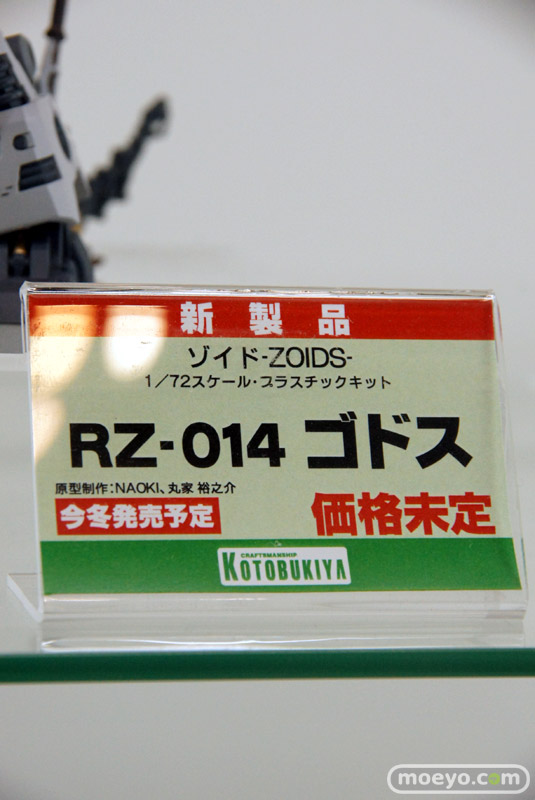 新製品
ゾイド-ZOIDS-
1/72スケール・プラスチックキット
RZ-014 ゴドス
原型制作:NAOKI、丸家 裕之介
今冬発売予定
価格未定
CRAFTSMANSHIP
KOTOBUKIYA
moeyo.com